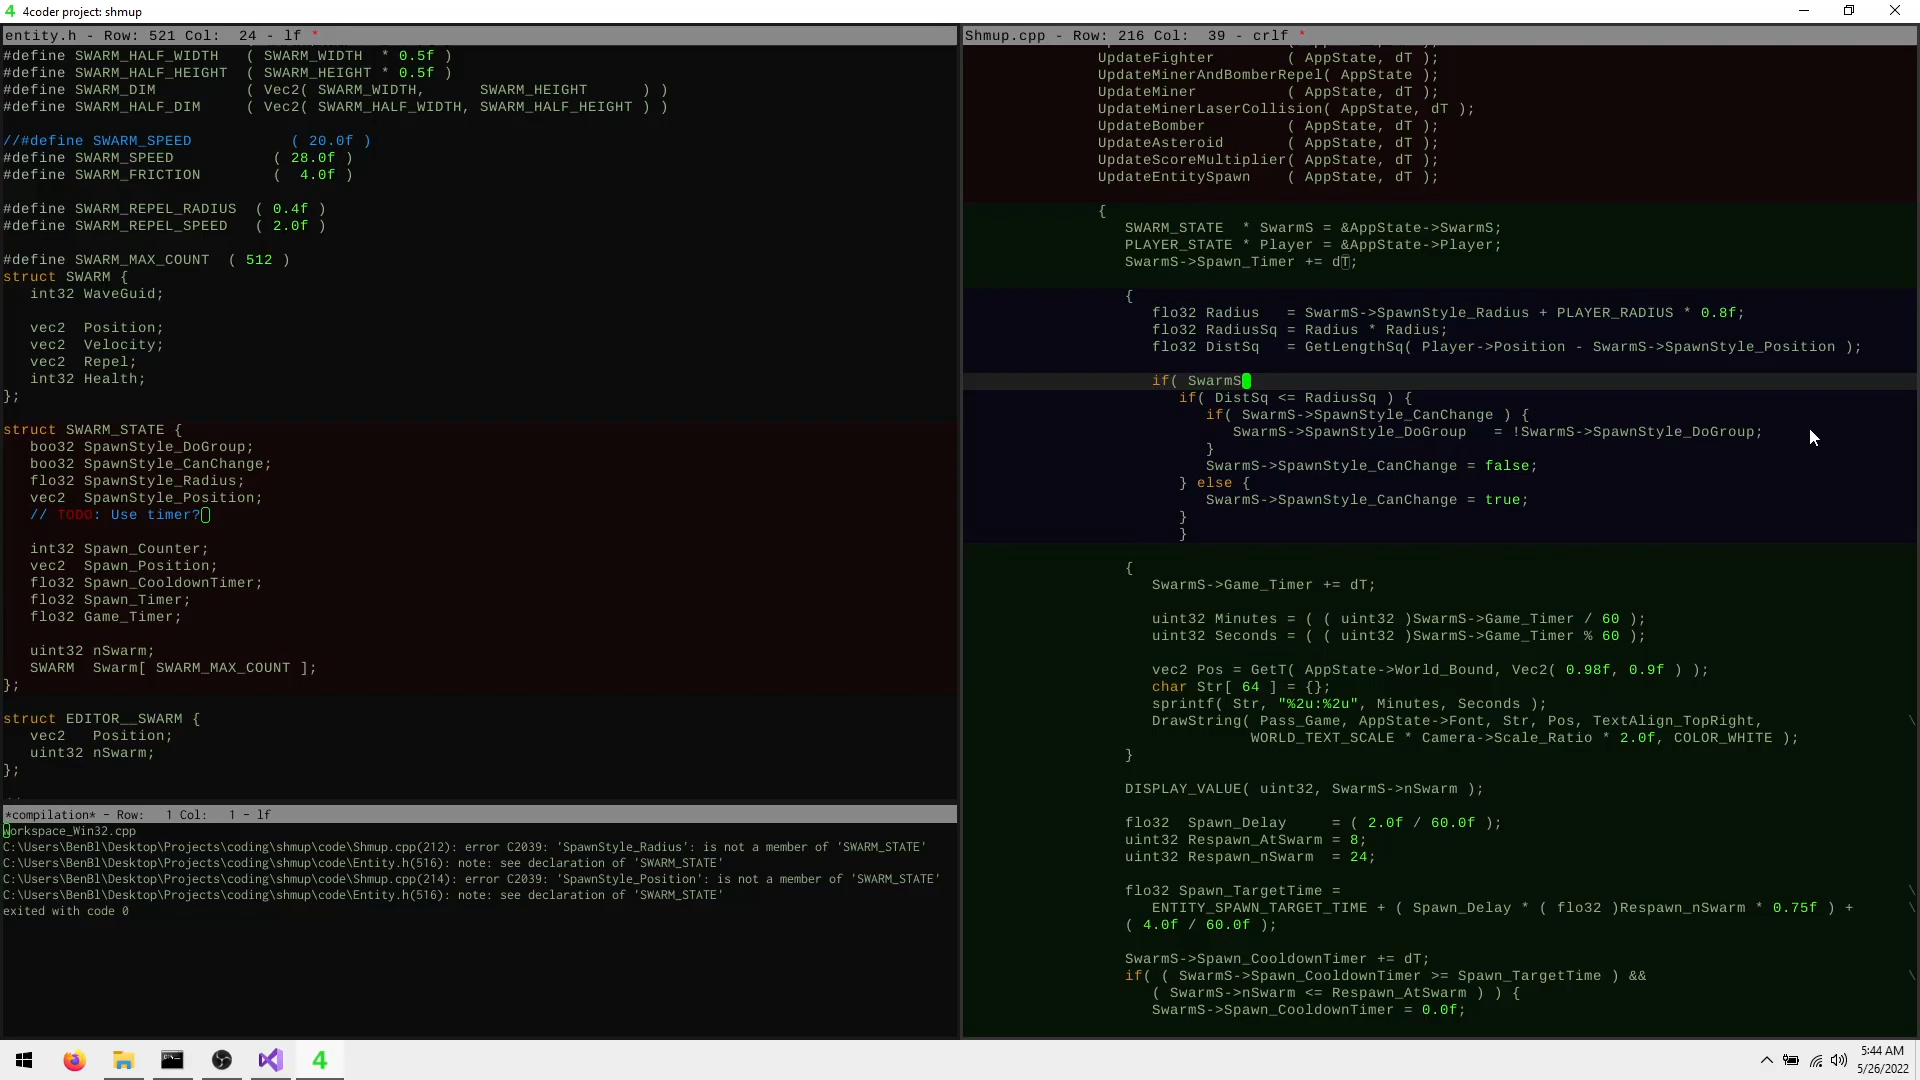 4 4coder project: shmup
entity.h - Row: 521 Col:  24 - lf *
#define SWARM_HALF_WIDTH   ( SWARM_WIDTH  * 0.5f )
#define SWARM_HALF_HEIGHT  ( SWARM_HEIGHT * 0.5f )
#define SWARM_DIM          ( Vec2( SWARM_WIDTH,      SWARM_HEIGHT      ) )
#define SWARM_HALF_DIM     ( Vec2( SWARM_HALF_WIDTH, SWARM_HALF_HEIGHT ) )
//#define SWARM_SPEED           ( 20.0f )
#define SWARM_SPEED           ( 28.0f )
#define SWARM_FRICTION        (  4.0f )
#define SWARM_REPEL_RADIUS  ( 0.4f )
#define SWARM_REPEL_SPEED   ( 2.0f )
#define SWARM_MAX_COUNT  ( 512 )
struct SWARM {
   int32 WaveGuid;
   vec2  Position;
   vec2  Velocity;
   vec2  Repel;
   int32 Health;
};
struct SWARM_STATE {
   boo32 SpawnStyle_DoGroup;
   boo32 SpawnStyle_CanChange;
   flo32 SpawnStyle_Radius;
   vec2  SpawnStyle_Position;
   // TODO: Use timer?
   int32 Spawn_Counter;
   vec2  Spawn_Position;
   flo32 Spawn_CooldownTimer;
   flo32 Spawn_Timer;
   flo32 Game_Timer;
   uint32 nSwarm;
   SWARM  Swarm[ SWARM_MAX_COUNT ];
};
struct EDITOR__SWARM {
   vec2   Position;
   uint32 nSwarm;
};
*compilation* - Row:   1 Col:   1 - lf
workspace_Win32.cpp
C:\Users\BenBl\Desktop\Projects\coding\shmup\code\Shmup.cpp(212): error C2039: 'SpawnStyle_Radius': is not a member of 'SWARM_STATE'
C:\Users\BenBl\Desktop\Projects\coding\shmup\code\Entity.h(516): note: see declaration of 'SWARM_STATE'
C:\Users\BenBl\Desktop\Projects\coding\shmup\code\Shmup.cpp(214): error C2039: 'SpawnStyle_Position': is not a member of 'SWARM_STATE'
C:\Users\BenBl\Desktop\Projects\coding\shmup\code\Entity.h(516): note: see declaration of 'SWARM_STATE'
exited with code 0
Shmup.cpp - Row: 216 Col:  39 - crlf *
UpdateFighter        ( AppState, dT );
UpdateMinerAndBomberRepel( AppState );
UpdateMiner          ( AppState, dT );
UpdateMinerLaserCollision( AppState, dT );
UpdateBomber         ( AppState, dT );
UpdateAsteroid       ( AppState, dT );
UpdateScoreMultiplier( AppState, dT );
UpdateEntitySpawn    ( AppState, dT );
{
   SWARM_STATE  * SwarmS = &AppState->SwarmS;
   PLAYER_STATE * Player = &AppState->Player;
   SwarmS->Spawn_Timer += dT;
   {
      flo32 Radius   = SwarmS->SpawnStyle_Radius + PLAYER_RADIUS * 0.8f;
      flo32 RadiusSq = Radius * Radius;
      flo32 DistSq   = GetLengthSq( Player->Position - SwarmS->SpawnStyle_Position );
      if( SwarmS
         if( DistSq <= RadiusSq ) {
            if( SwarmS->SpawnStyle_CanChange ) {
               SwarmS->SpawnStyle_DoGroup   = !SwarmS->SpawnStyle_DoGroup;
            }
            SwarmS->SpawnStyle_CanChange = false;
         } else {
            SwarmS->SpawnStyle_CanChange = true;
         }
         }
   {
      SwarmS->Game_Timer += dT;
      uint32 Minutes = ( ( uint32 )SwarmS->Game_Timer / 60 );
      uint32 Seconds = ( ( uint32 )SwarmS->Game_Timer % 60 );
      vec2 Pos = GetT( AppState->World_Bound, Vec2( 0.98f, 0.9f ) );
      char Str[ 64 ] = {};
      sprintf( Str, "%2u:%2u", Minutes, Seconds );
      DrawString( Pass_Game, AppState->Font, Str, Pos, TextAlign_TopRight, \
                 WORLD_TEXT_SCALE * Camera->Scale_Ratio * 2.0f, COLOR_WHITE );
   }
   DISPLAY_VALUE( uint32, SwarmS->nSwarm );
   flo32  Spawn_Delay     = ( 2.0f / 60.0f );
   uint32 Respawn_AtSwarm = 8;
   uint32 Respawn_nSwarm  = 24;
   flo32 Spawn_TargetTime = \
      ENTITY_SPAWN_TARGET_TIME + ( Spawn_Delay * ( flo32 )Respawn_nSwarm * 0.75f ) + \
   ( 4.0f / 60.0f );
   SwarmS->Spawn_CooldownTimer += dT;
   if( ( SwarmS->Spawn_CooldownTimer >= Spawn_TargetTime ) && \
      ( SwarmS->nSwarm <= Respawn_AtSwarm ) ) {
      SwarmS->Spawn_CooldownTimer = 0.0f;
4
5:44 AM
5/26/2022